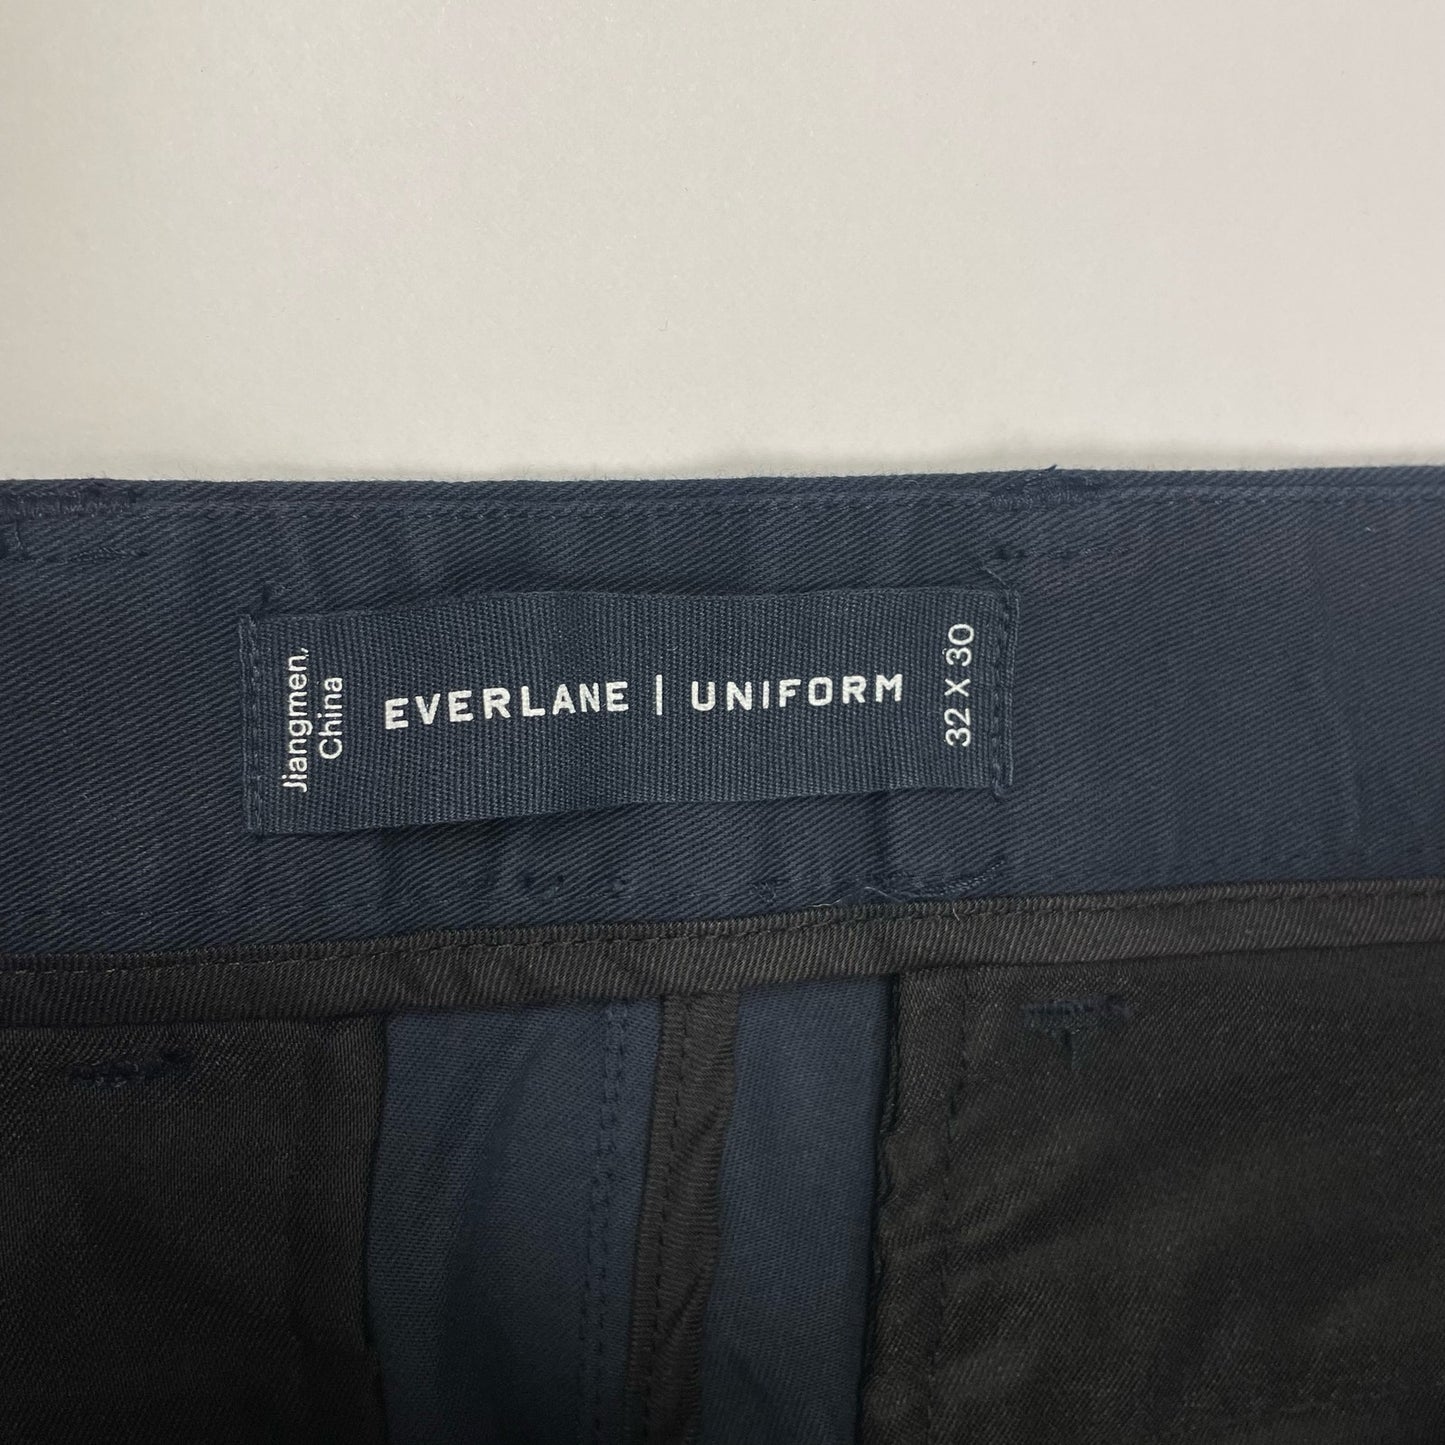 Jiangmen,
China
EVERLANE | UNIFORM
32 X 30